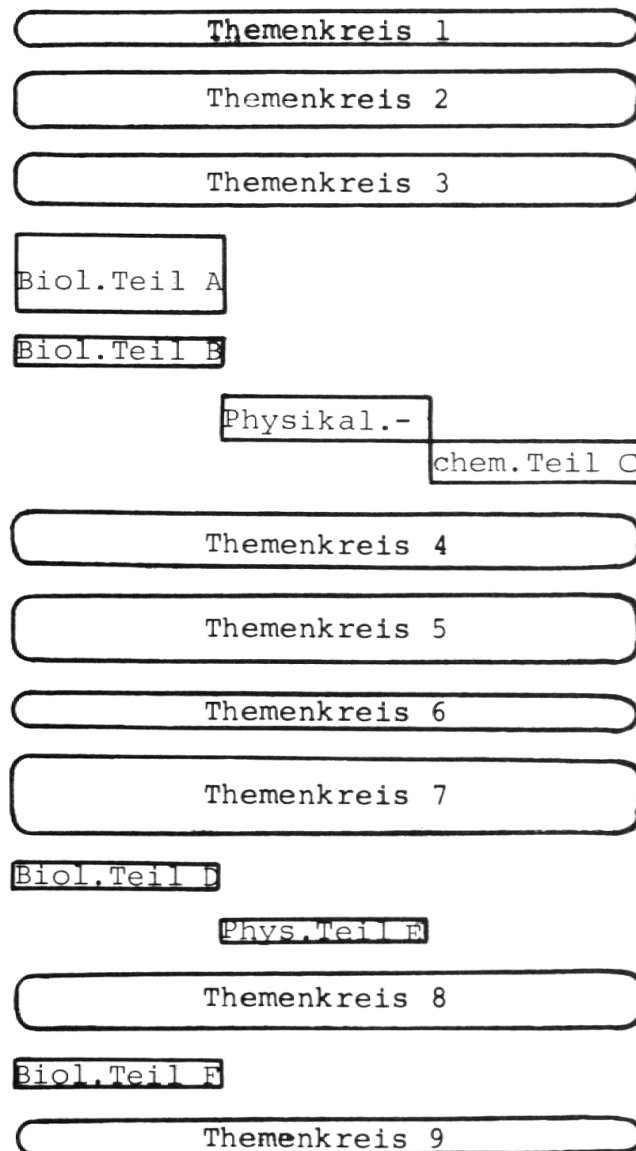 Themenkreis 1
Themenkreis 2
Themenkreis 3
Biol.Teil A
Biol.Teil B
Physikal.-
chem.Teil C
Themenkreis 4
Themenkreis 5
Themenkreis 6
Themenkreis 7
Biol.Teil D
Phys.Teil E
Themenkreis 8
Biol.Teil F
Themenkreis 9